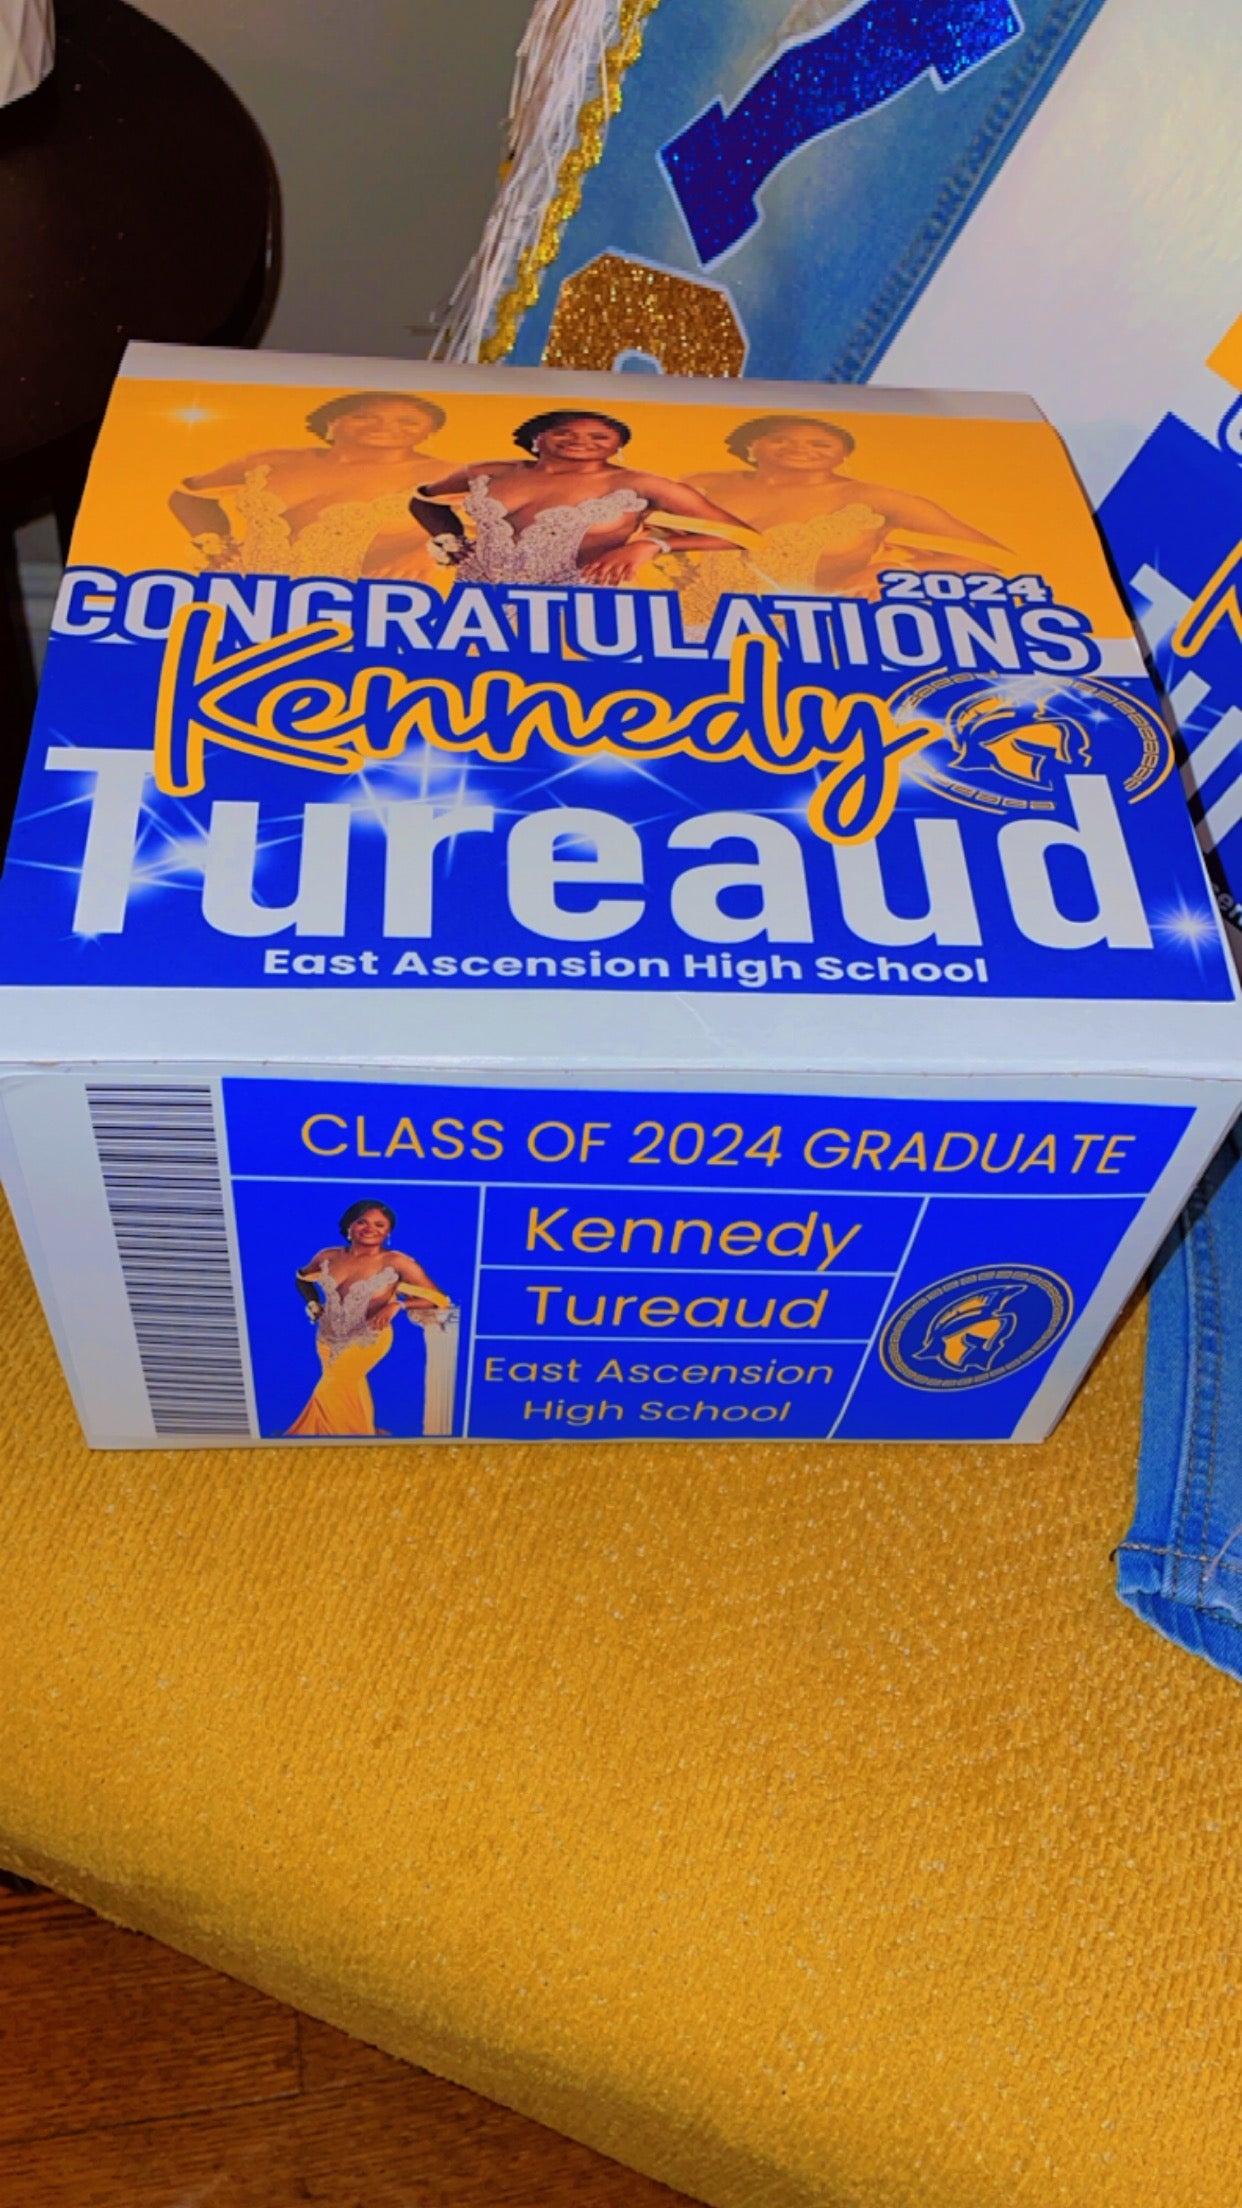 2024
CONGRATULATIONS
Kennedy
Tureaud
East Ascension High School
CLASS OF 2024 GRADUATE
Kennedy
Tureaud
East Ascension
High School